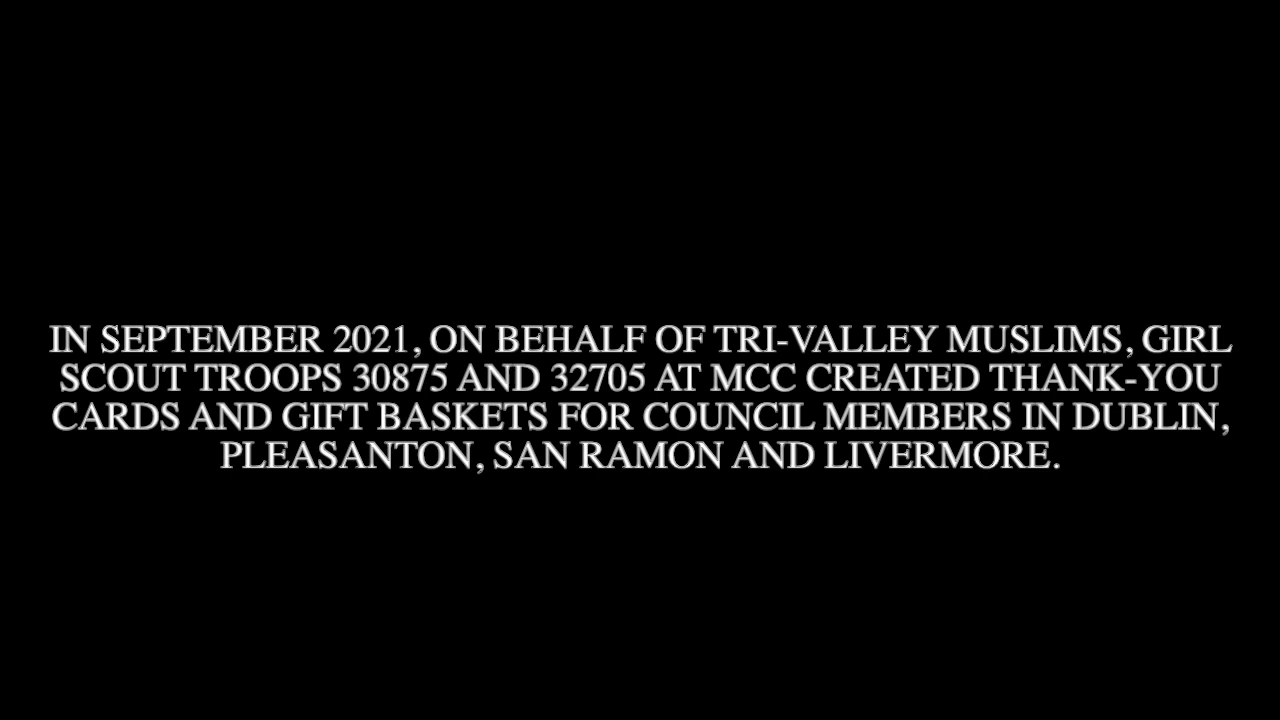 IN SEPTEMBER 2021, ON BEHALF OF TRI-VALLEY MUSLIMS, GIRL
SCOUT TROOPS 30875 AND 32705 AT MCC CREATED THANK-YOU
CARDS AND GIFT BASKETS FOR COUNCIL MEMBERS IN DUBLIN,
PLEASANTON, SAN RAMON AND LIVERMORE.